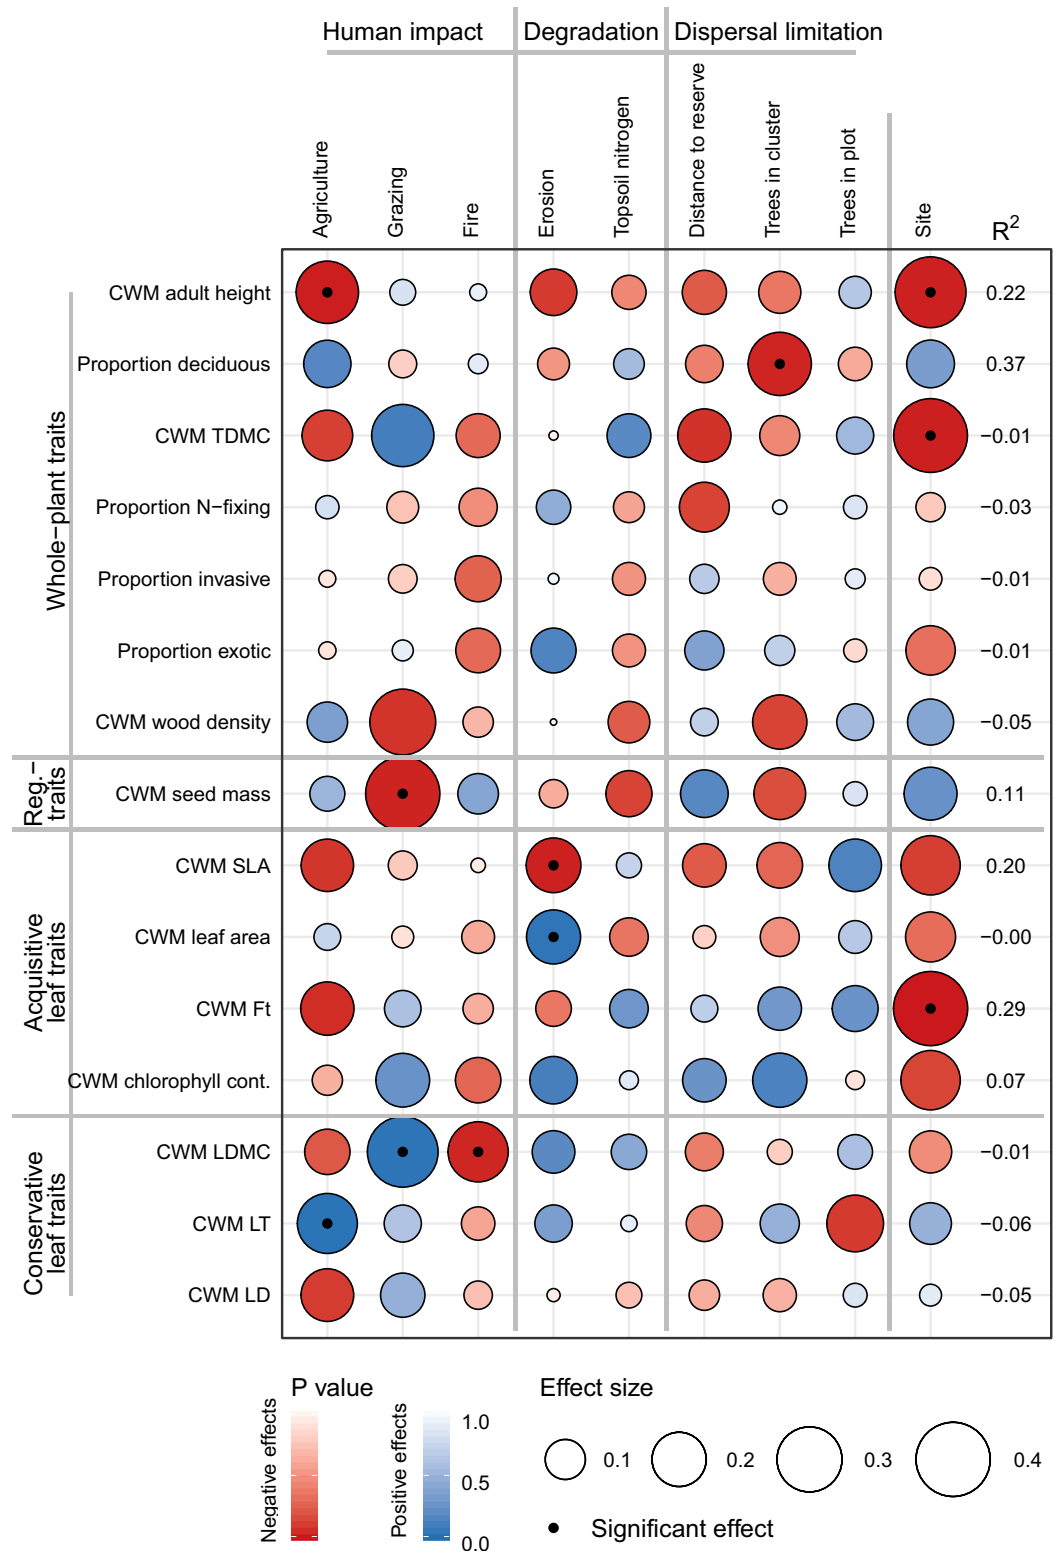 Human impact
Degradation
Dispersal limitation
Agriculture
Grazing
Fire
Erosion
Topsoil nitrogen
Distance to reserve
Trees in cluster
Trees in plot
Site
R²
Whole−plant traits
CWM adult height
0.22
Proportion deciduous
0.37
CWM TDMC
−0.01
Proportion N−fixing
−0.03
Proportion invasive
−0.01
Proportion exotic
−0.01
CWM wood density
−0.05
Reg.−
traits
CWM seed mass
0.11
Acquisitive
leaf traits
CWM SLA
0.20
CWM leaf area
−0.00
CWM Ft
0.29
CWM chlorophyll cont.
0.07
Conservative
leaf traits
CWM LDMC
−0.01
CWM LT
−0.06
CWM LD
−0.05
P value
Negative effects
Positive effects
1.0
0.5
0.0
Effect size
0.1
0.2
0.3
0.4
Significant effect